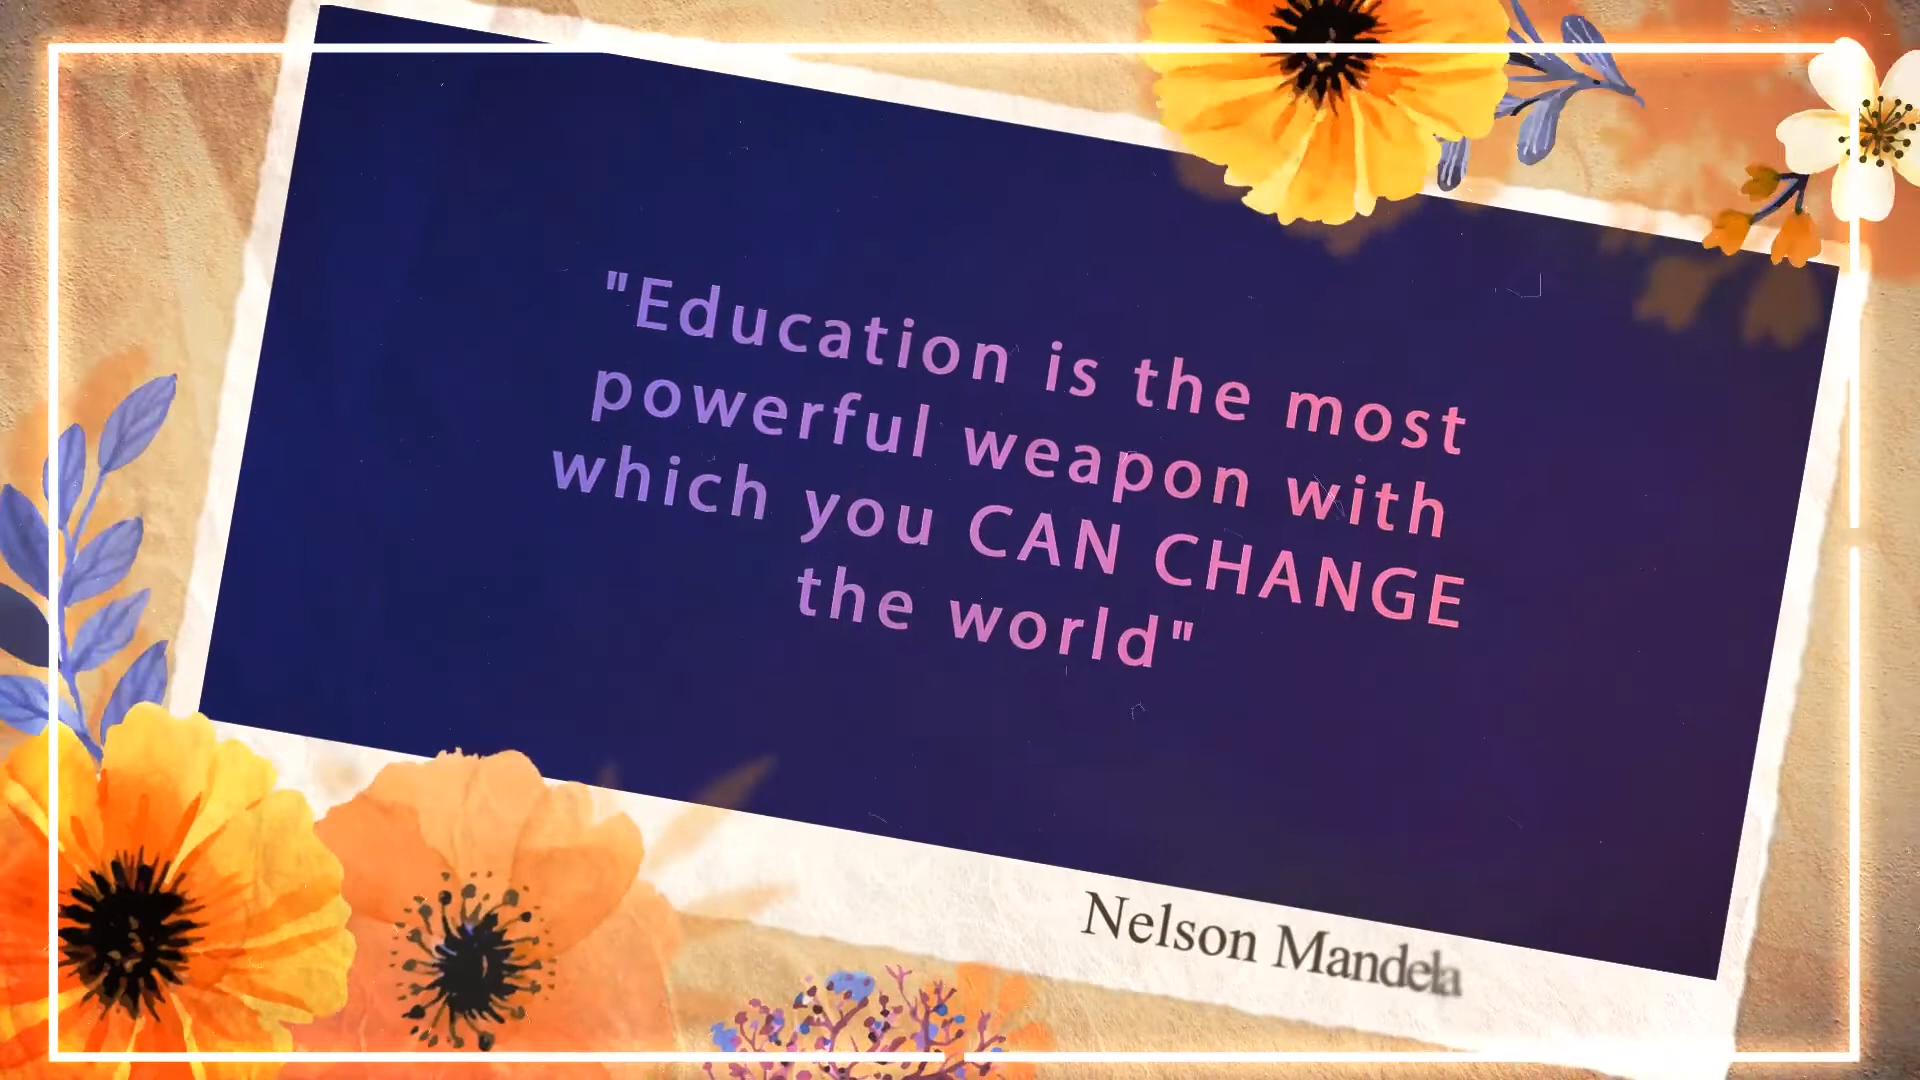 "Education is the most
powerful weapon with
which you CAN CHANGE
the world"
Nelson Mandela